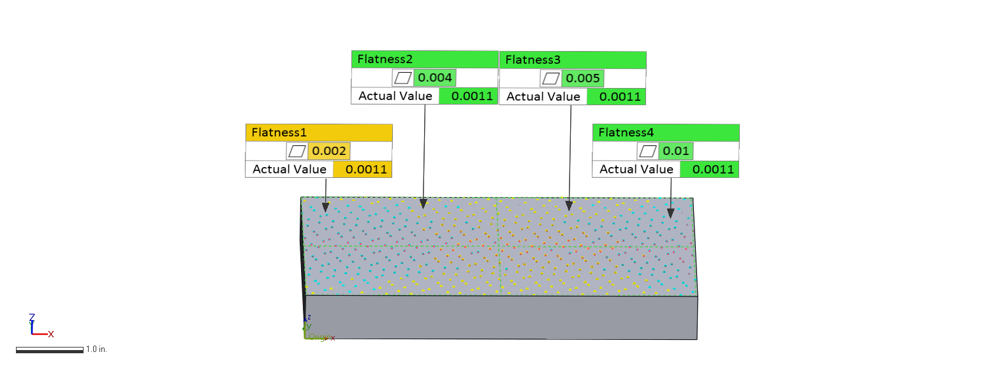 Flatness2
0.004
Actual Value 0.0011
Flatness3
0.005
Actual Value 0.0011
Flatness1
0.002
Actual Value 0.0011
Flatness4
0.01
Actual Value 0.0011
z
y
Origin x
Z
Y
X
1.0 in.